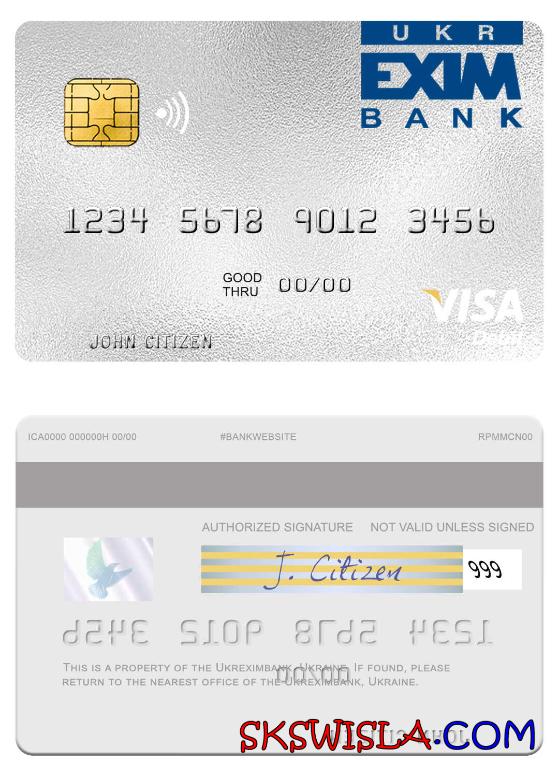 UKR
EXIM
BANK
1234 5678 9012 3456
GOOD THRU 00/00
VISA
Debit
JOHN CITIZEN
ICA0000 000000H 00/00 #BANKWEBSITE RPMMCN00
AUTHORIZED SIGNATURE NOT VALID UNLESS SIGNED
J. Citizen 999
THIS IS A PROPERTY OF THE UKREXIMBANK, UKRAINE. IF FOUND, PLEASE
RETURN TO THE NEAREST OFFICE OF THE UKREXIMBANK, UKRAINE.
SKSWISLA.COM